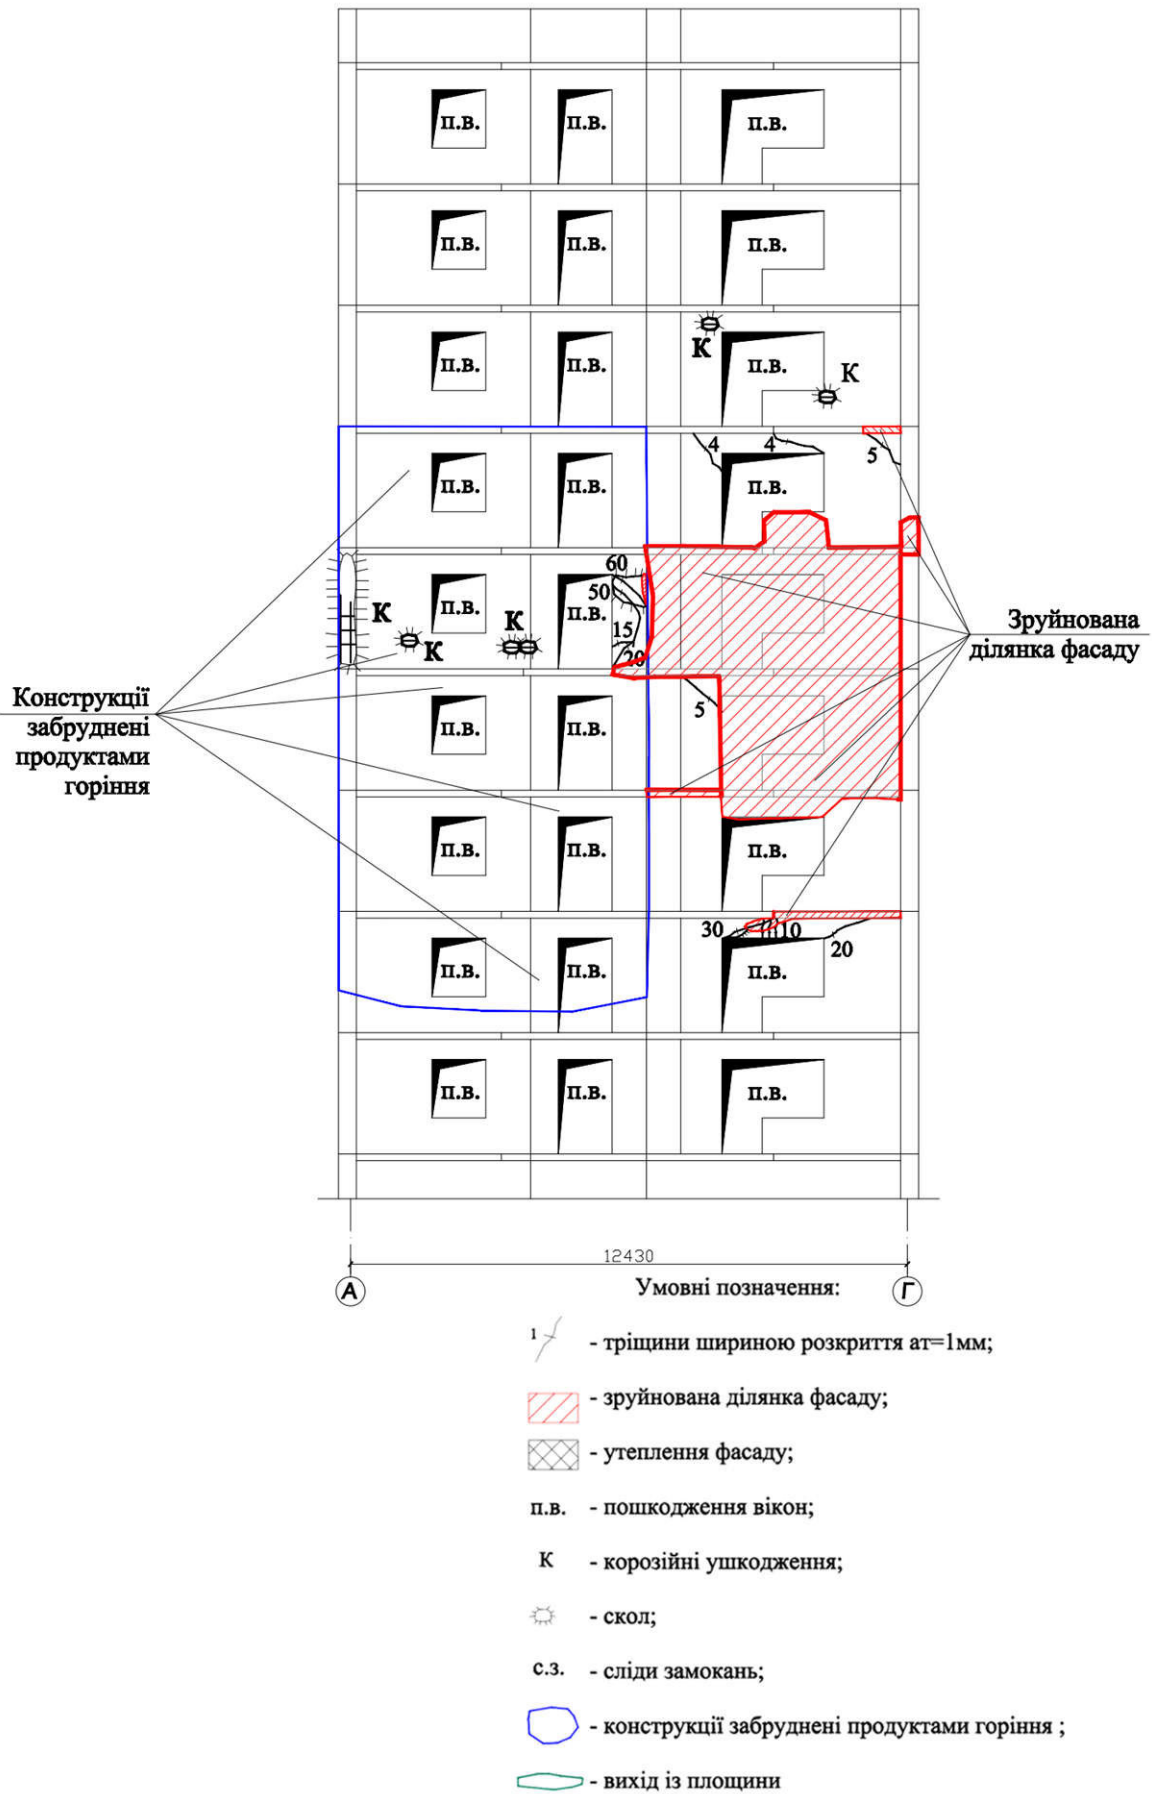 п.в. п.в. п.в.
п.в. п.в. п.в.
К
п.в. п.в. п.в.
К
4 4 5
п.в. п.в. п.в.
60
50
К п.в. К п.в.
15
К 20
Зруйнована
ділянка фасаду
Конструкції
забруднені
продуктами
горіння
5
п.в. п.в.
п.в. п.в. п.в.
30 10 20
п.в. п.в. п.в.
п.в. п.в. п.в.
12430
А Г
Умовні позначення:
1 - тріщини шириною розкриття ат=1мм;
- зруйнована ділянка фасаду;
- утеплення фасаду;
п.в. - пошкодження вікон;
К - корозійні ушкодження;
- скол;
с.з. - сліди замокань;
- конструкції забруднені продуктами горіння ;
- вихід із площини